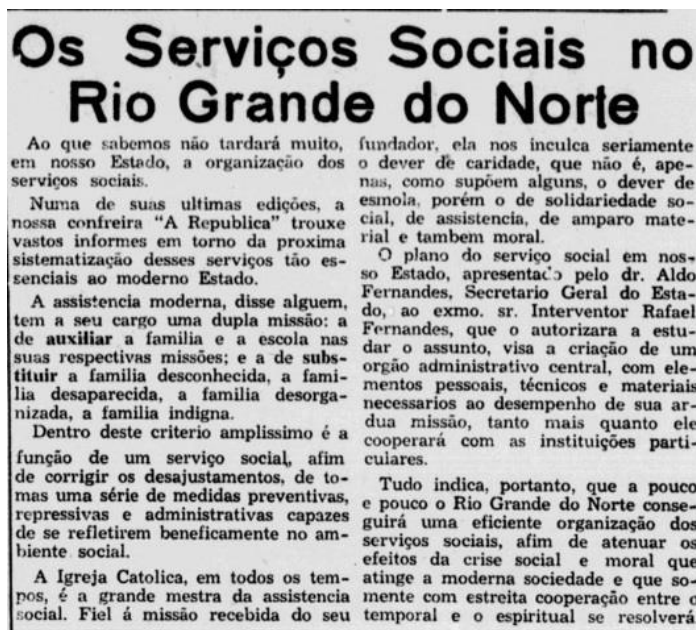 Os Serviços Sociais no
Rio Grande do Norte
Ao que sabemos não tardará muito,
em nosso Estado, a organização dos
serviços sociais.
Numa de suas ultimas edições, a
nossa confreira "A Republica" trouxe
vastos informes em torno da proxima
sistematização desses serviços tão es-
senciais ao moderno Estado.
A assistencia moderna, disse alguem,
tem a seu cargo uma dupla missão: a
de auxiliar a familia e a escola nas
suas respectivas missões; e a de subs-
tituir a familia desconhecida, a fami-
lia desaparecida, a familia desorga-
nizada, a familia indigna.
Dentro deste criterio amplissimo é a
função de um serviço social, afim
de corrigir os desajustamentos, de to-
mas uma série de medidas preventivas,
repressivas e administrativas capazes
de se refletirem beneficamente no am-
biente social.
A Igreja Catolica, em todos os tem-
pos, é a grande mestra da assistencia
social. Fiel á missão recebida do seu
fundador, ela nos inculca seriamente
o dever de caridade, que não é, ape-
nas, como supõem alguns, o dever de
esmola, porém o de solidariedade so-
cial, de assistencia, de amparo mate-
rial e tambem moral.
O plano do serviço social em nos-
so Estado, apresentado pelo dr. Aldo
Fernandes, Secretario Geral do Esta-
do, ao exmo. sr. Interventor Rafael
Fernandes, que o autorizara a estu-
dar o assunto, visa a criação de um
orgão administrativo central, com ele-
mentos pessoais, técnicos e materiais
necessarios ao desempenho de sua ar-
dua missão, tanto mais quanto ele
cooperará com as instituições parti-
culares.
Tudo indica, portanto, que a pouco
e pouco o Rio Grande do Norte conse-
guirá uma eficiente organização dos
serviços sociais, afim de atenuar os
efeitos da crise social e moral que
atinge a moderna sociedade e que so-
mente com estreita cooperação entre o
temporal e o espiritual se resolverá